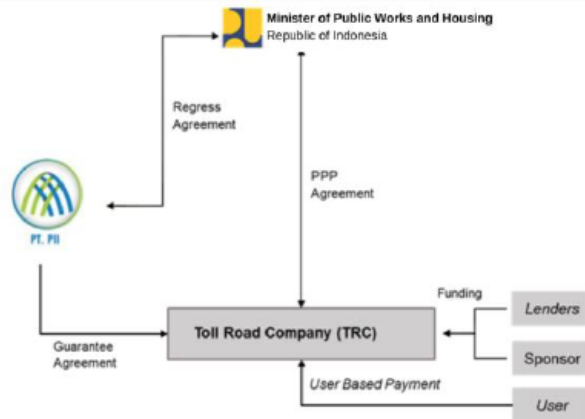 Minister of Public Works and Housing
Republic of Indonesia
Regress
Agreement
PPP
Agreement
PT. PII
Funding
Lenders
Toll Road Company (TRC)
Guarantee
Agreement
Sponsor
User Based Payment
User